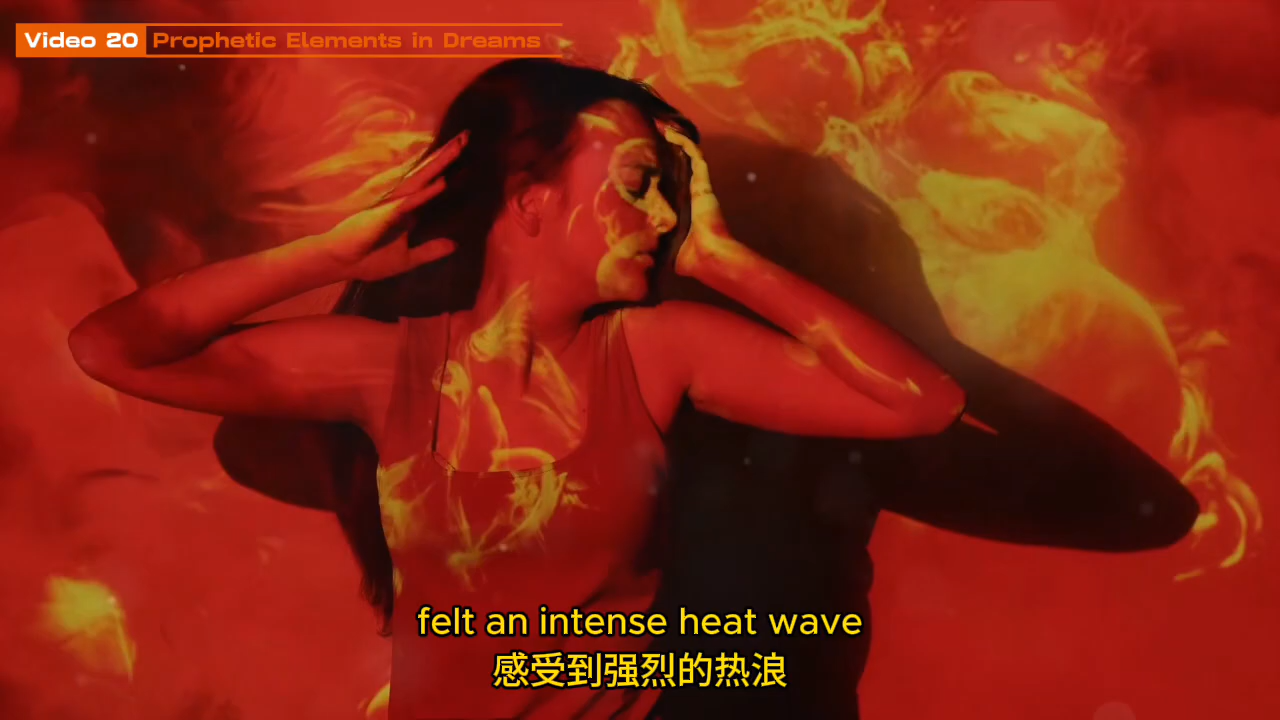 Video 20 Prophetic Elements in Dreams
felt an intense heat wave
感受到强烈的热浪